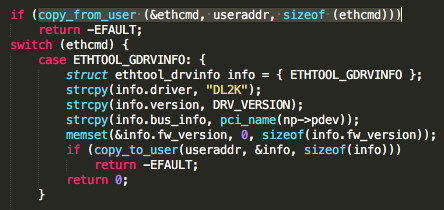 if (copy_from_user (&ethcmd, useraddr, sizeof (ethcmd)))
return -EFAULT;
switch (ethcmd) {
case ETHTOOL_GDRVINFO: {
struct ethtool_drvinfo info = { ETHTOOL_GDRVINFO };
strcpy(info.driver, "DL2K");
strcpy(info.version, DRV_VERSION);
strcpy(info.bus_info, pci_name(np->pdev));
memset(&info.fw_version, 0, sizeof(info.fw_version));
if (copy_to_user(useraddr, &info, sizeof(info)))
return -EFAULT;
return 0;
}